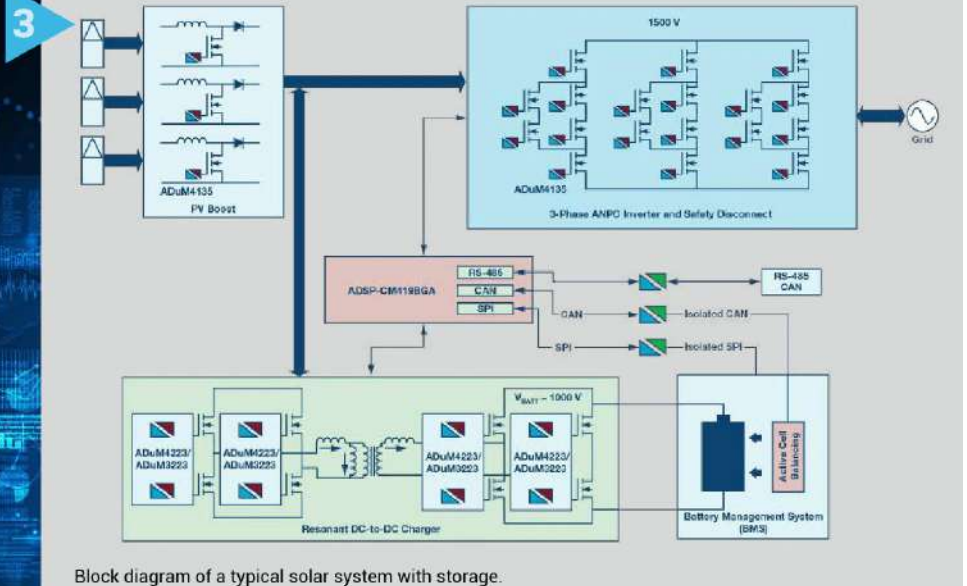 3
1500 V
ADuM4135
PV Boost
ADuM4135
3-Phase ANPC Inverter and Safety Disconnect
Grid
ADSP-CM419BGA
RS-485
CAN
SPI
RS-485
CAN
CAN
Isolated CAN
SPI
Isolated SPI
VBATT – 1000 V
ADuM4223/
ADuM3223
ADuM4223/
ADuM3223
ADuM4223/
ADuM3223
ADuM4223/
ADuM3223
Resonant DC-to-DC Charger
Active Cell
Balancing
Battery Management System
(BMS)
Block diagram of a typical solar system with storage.